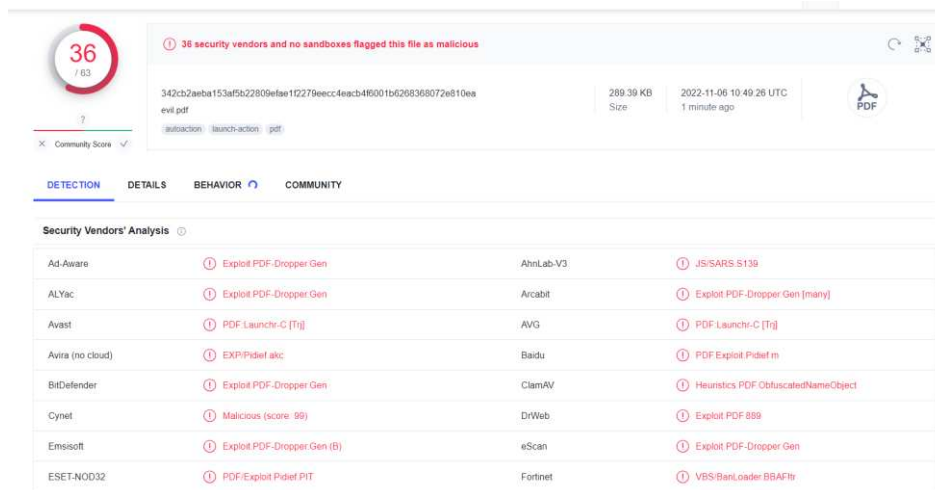 36
/ 63
36 security vendors and no sandboxes flagged this file as malicious
342cb2aeba153af5b22809efae1f2279eecc4eacb4f6001b6268368072e810ea
evil.pdf
autoaction launch-action pdf
289.39 KB
Size
2022-11-06 10:49:26 UTC
1 minute ago
PDF
?
Community Score
DETECTION DETAILS BEHAVIOR COMMUNITY
Security Vendors' Analysis
Ad-Aware Exploit.PDF-Dropper.Gen AhnLab-V3 JS/SARS.S139
ALYac Exploit.PDF-Dropper.Gen Arcabit Exploit.PDF-Dropper.Gen [many]
Avast PDF:Launchr-C [Trj] AVG PDF:Launchr-C [Trj]
Avira (no cloud) EXP/Pidief.akc Baidu PDF.Exploit.Pidief.m
BitDefender Exploit.PDF-Dropper.Gen ClamAV Heuristics.PDF.ObfuscatedNameObject
Cynet Malicious (score: 99) DrWeb Exploit.PDF.889
Emsisoft Exploit.PDF-Dropper.Gen (B) eScan Exploit.PDF-Dropper.Gen
ESET-NOD32 PDF/Exploit.Pidief.PIT Fortinet VBS/BanLoader.BBAF!tr